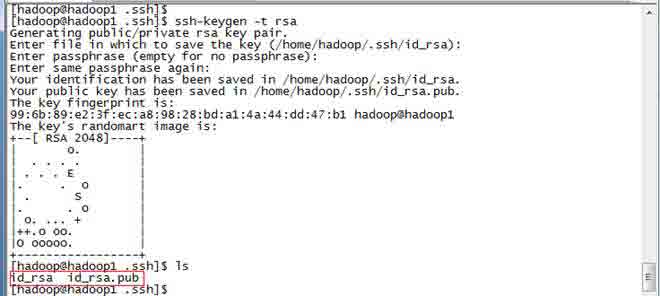 [hadoop@hadoop1 .ssh]$
[hadoop@hadoop1 .ssh]$ ssh-keygen -t rsa
Generating public/private rsa key pair.
Enter file in which to save the key (/home/hadoop/.ssh/id_rsa):
Enter passphrase (empty for no passphrase):
Enter same passphrase again:
Your identification has been saved in /home/hadoop/.ssh/id_rsa.
Your public key has been saved in /home/hadoop/.ssh/id_rsa.pub.
The key fingerprint is:
99:6b:89:e2:3f:ec:a8:98:28:bd:a1:4a:44:dd:47:b1 hadoop@hadoop1
The key's randomart image is:
+--[ RSA 2048]----+
|        o.       |
|  . . . .        |
| . . . E         |
|.     .  o       |
| .      S        |
|.      . o       |
| o. ... +        |
|++.o oo.         |
|O ooooo.         |
+-----------------+
[hadoop@hadoop1 .ssh]$ ls
id_rsa  id_rsa.pub
[hadoop@hadoop1 .ssh]$